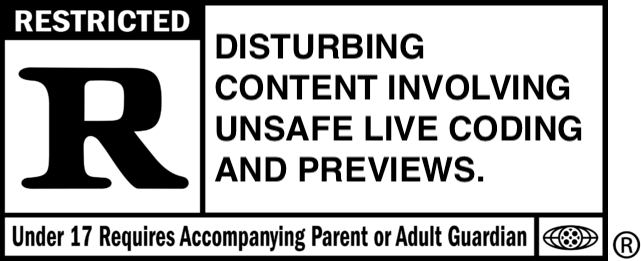 RESTRICTED
R
DISTURBING
CONTENT INVOLVING
UNSAFE LIVE CODING
AND PREVIEWS.
Under 17 Requires Accompanying Parent or Adult Guardian
®